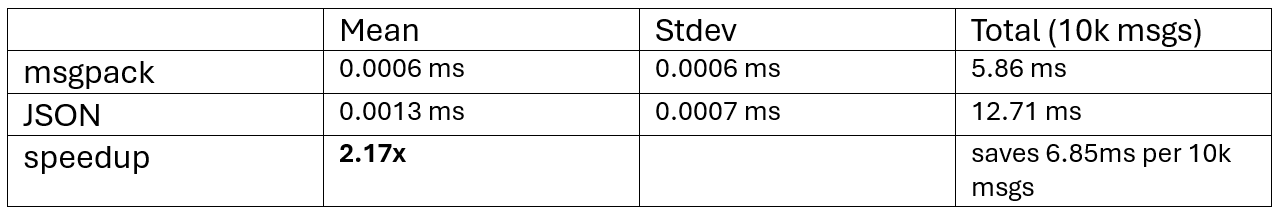 Mean Stdev Total (10k msgs)
msgpack 0.0006 ms 0.0006 ms 5.86 ms
JSON 0.0013 ms 0.0007 ms 12.71 ms
speedup 2.17x saves 6.85ms per 10k
msgs